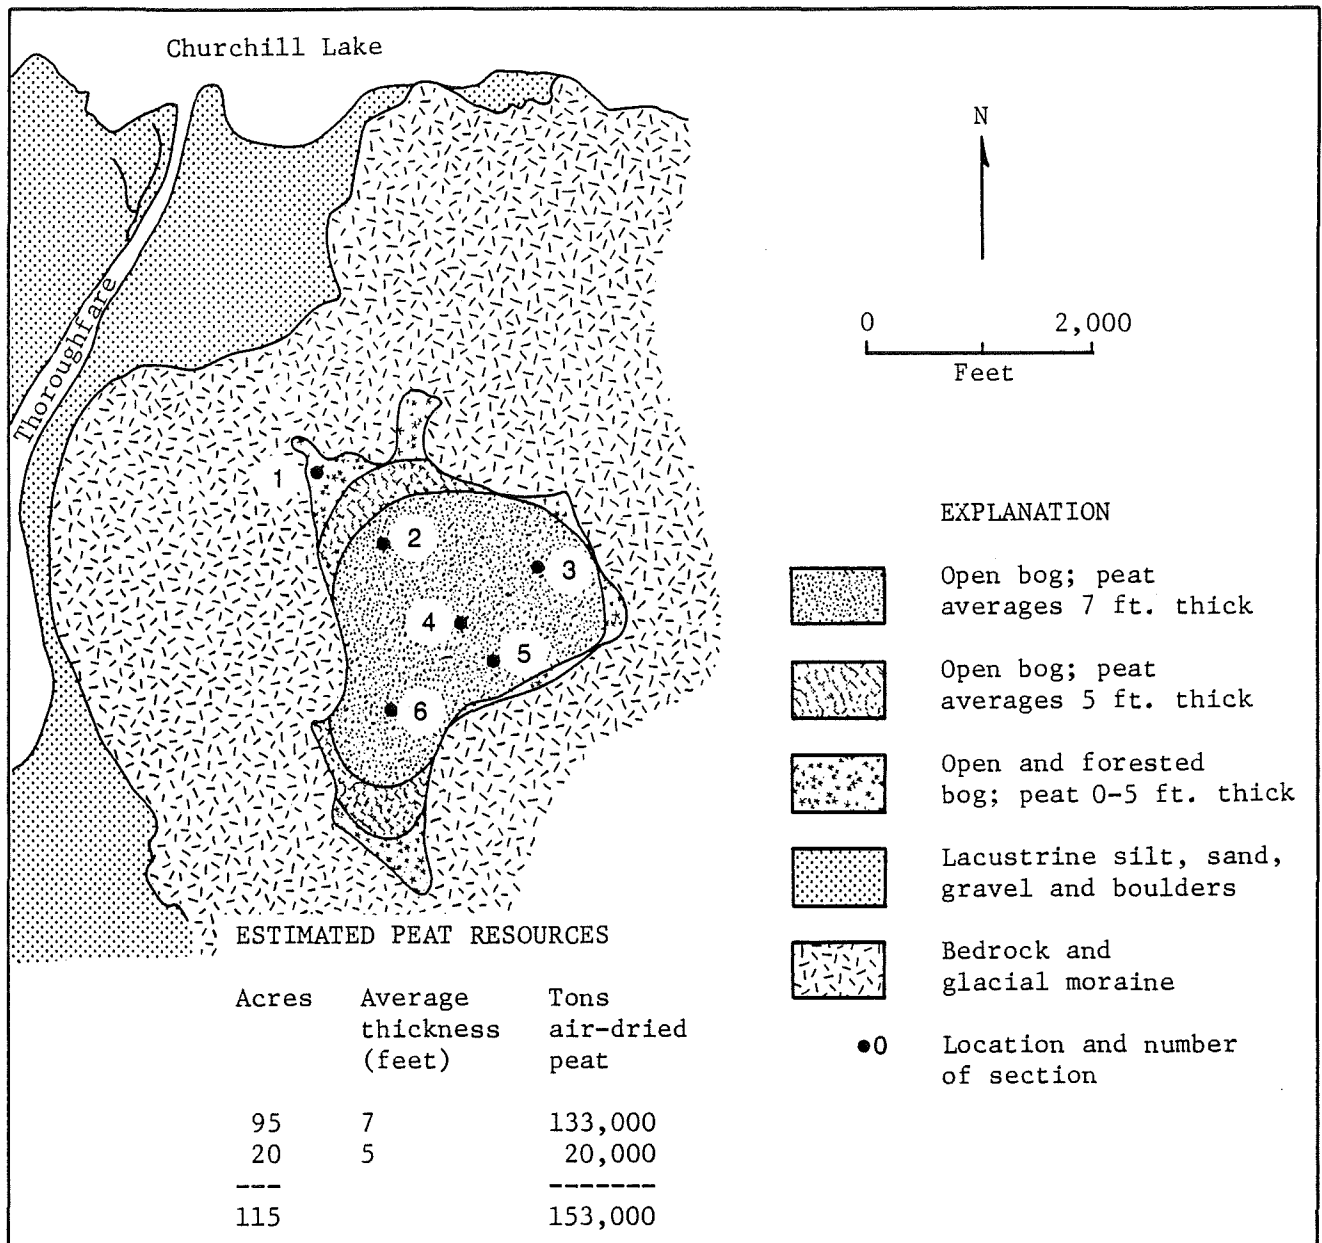 Churchill Lake
Thoroughfare
N
0 2,000
Feet
1
2
3
4
5
6
EXPLANATION
Open bog; peat
averages 7 ft. thick
Open bog; peat
averages 5 ft. thick
Open and forested
bog; peat 0-5 ft. thick
Lacustrine silt, sand,
gravel and boulders
Bedrock and
glacial moraine
●0 Location and number
of section
ESTIMATED PEAT RESOURCES
Acres Average Tons
thickness air-dried
(feet) peat
95 7 133,000
20 5 20,000
--- -------
115 153,000